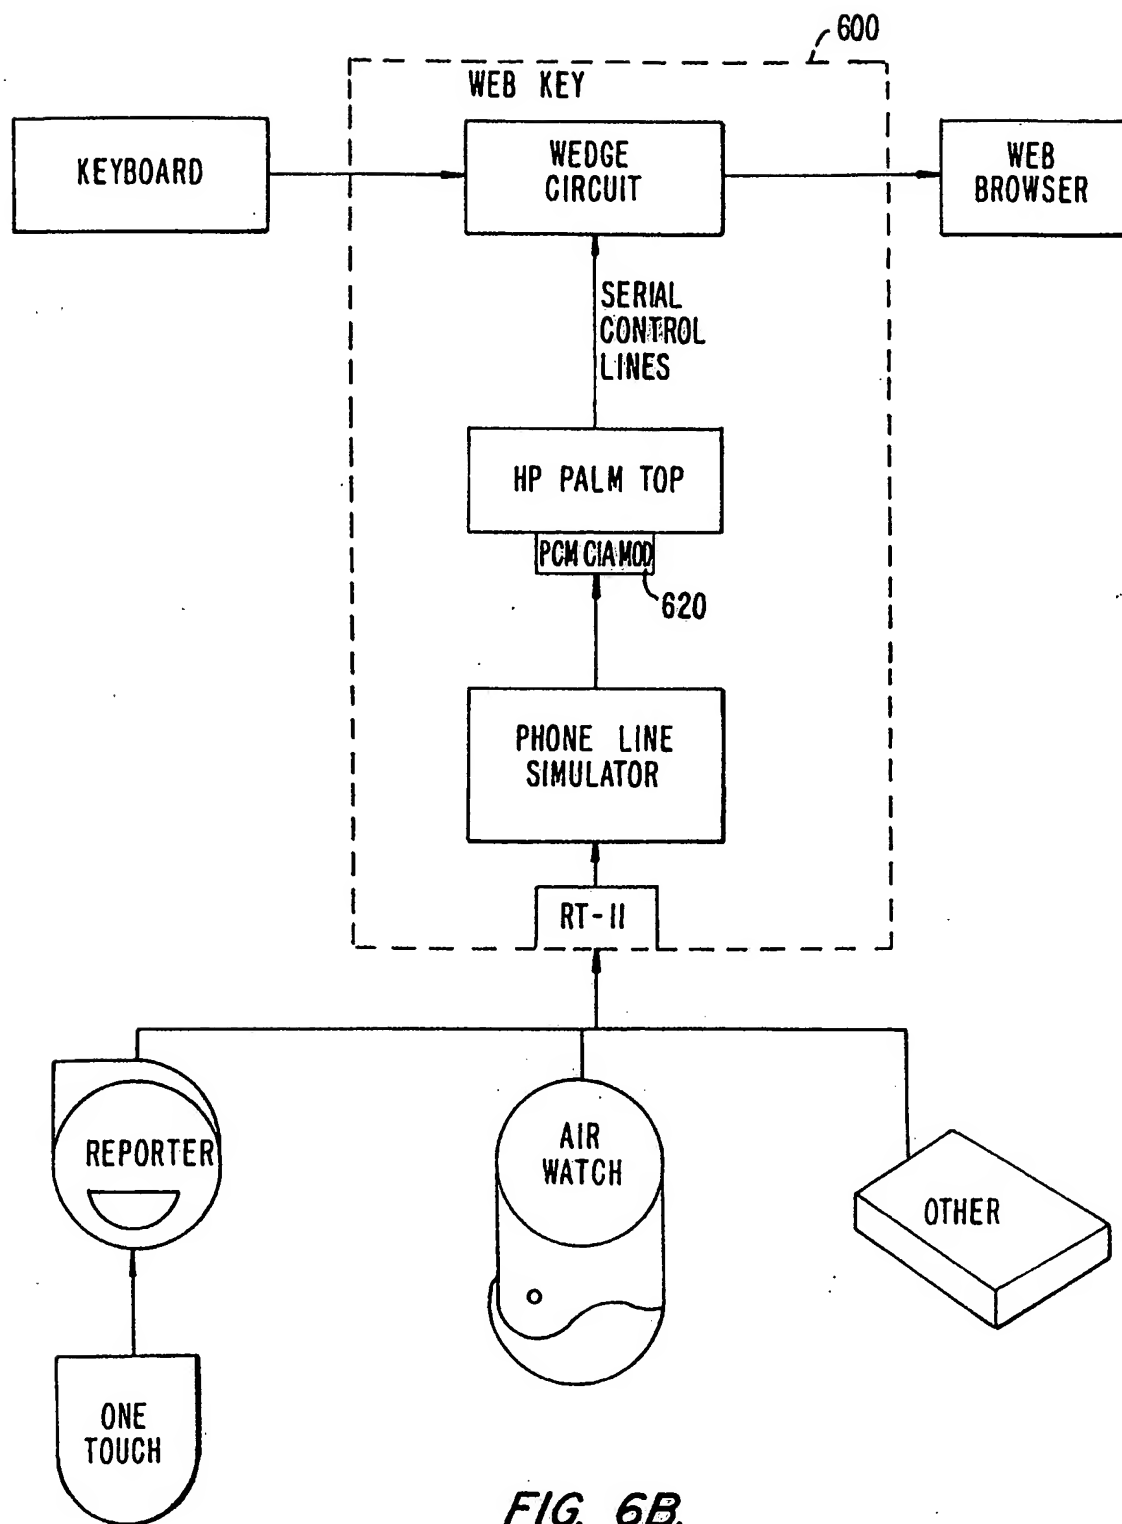 600
WEB KEY
KEYBOARD
WEDGE
CIRCUIT
WEB
BROWSER
SERIAL
CONTROL
LINES
HP PALM TOP
PCM CIA MOD
620
PHONE LINE
SIMULATOR
RT-11
REPORTER
AIR
WATCH
OTHER
ONE
TOUCH
FIG. 6B.